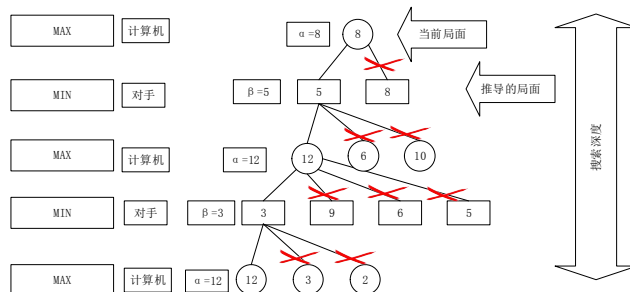 MAX 计算机 α=8 8 当前局面
MIN 对手 β=5 5 8 推导的局面
MAX 计算机 α=12 12 6 10
搜索深度
MIN 对手 β=3 3 9 6 5
MAX 计算机 α=12 12 3 2